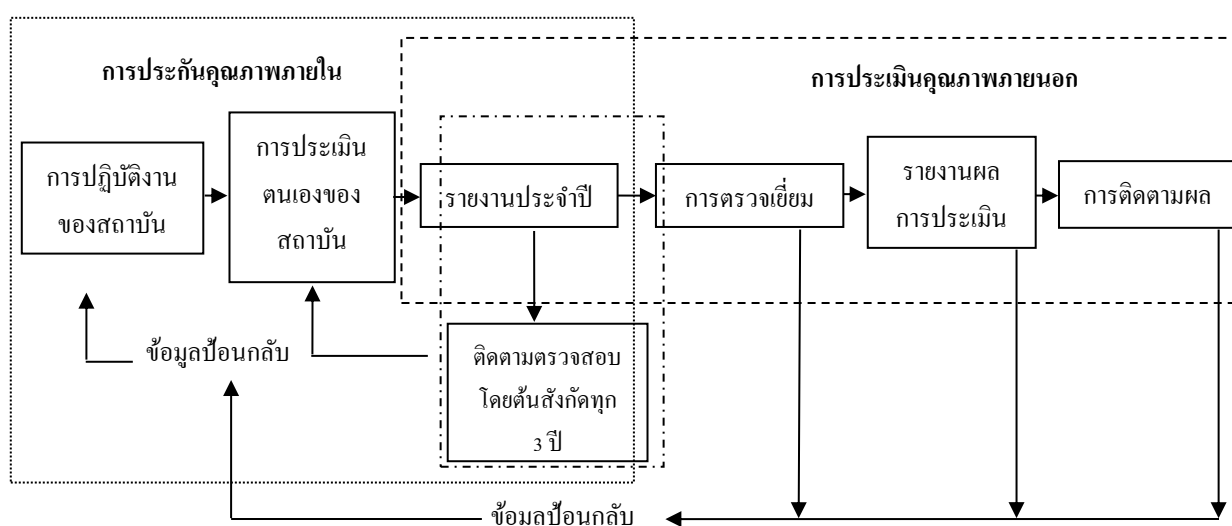 การประกันคุณภาพภายใน
การประเมินคุณภาพภายนอก
การปฏิบัติงาน
ของสถาบัน
การประเมิน
ตนเองของ
สถาบัน
รายงานประจำปี
การตรวจเยี่ยม
รายงานผล
การประเมิน
การติดตามผล
ข้อมูลป้อนกลับ
ติดตามตรวจสอบ
โดยต้นสังกัดทุก
3 ปี
ข้อมูลป้อนกลับ